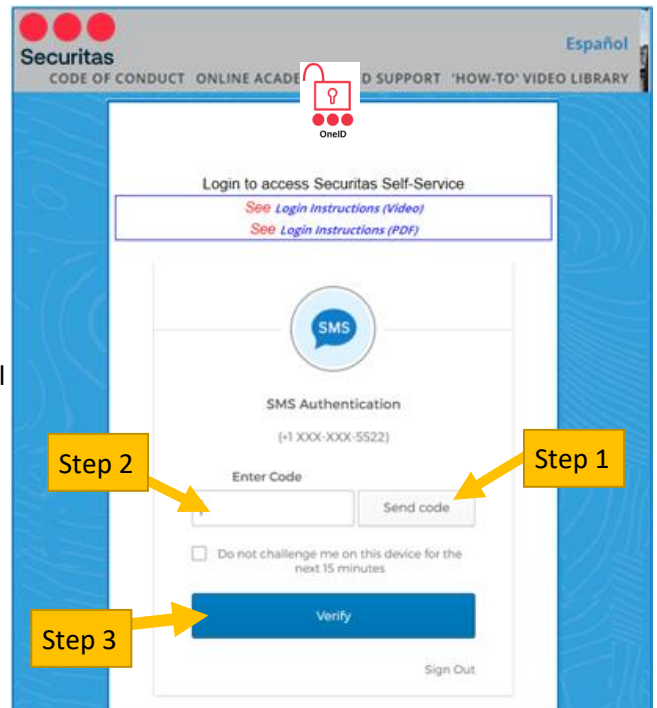 Securitas
Español
CODE OF CONDUCT ONLINE ACADE D SUPPORT 'HOW-TO' VIDEO LIBRARY
OneID
Login to access Securitas Self-Service
See Login Instructions (Video)
See Login Instructions (PDF)
SMS
SMS Authentication
(+1 XXX-XXX-5522)
Step 2
Step 1
Enter Code
Send code
Do not challenge me on this device for the
next 15 minutes
Verify
Step 3
Sign Out